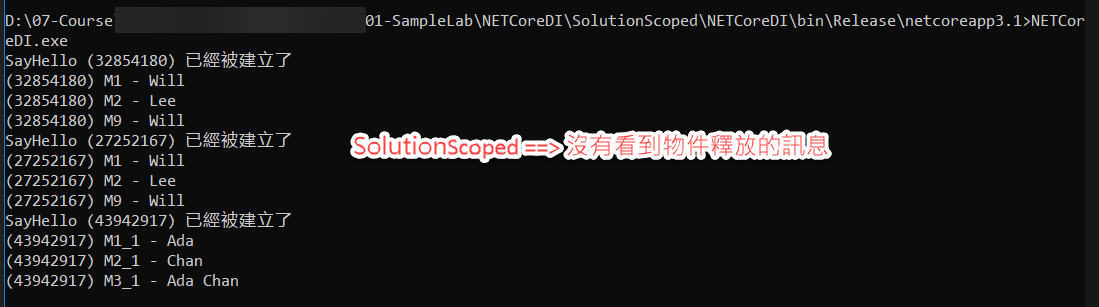 D:\07-Course\ 01-SampleLab\NETCoreDI\SolutionScoped\NETCoreDI\bin\Release\netcoreapp3.1>NETCor
eDI.exe
SayHello (32854180) 已經被建立了
(32854180) M1 - Will
(32854180) M2 - Lee
(32854180) M9 - Will
SayHello (27252167) 已經被建立了
(27252167) M1 - Will
(27252167) M2 - Lee
(27252167) M9 - Will
SayHello (43942917) 已經被建立了
(43942917) M1_1 - Ada
(43942917) M2_1 - Chan
(43942917) M3_1 - Ada Chan
SolutionScoped ==> 沒有看到物件釋放的訊息